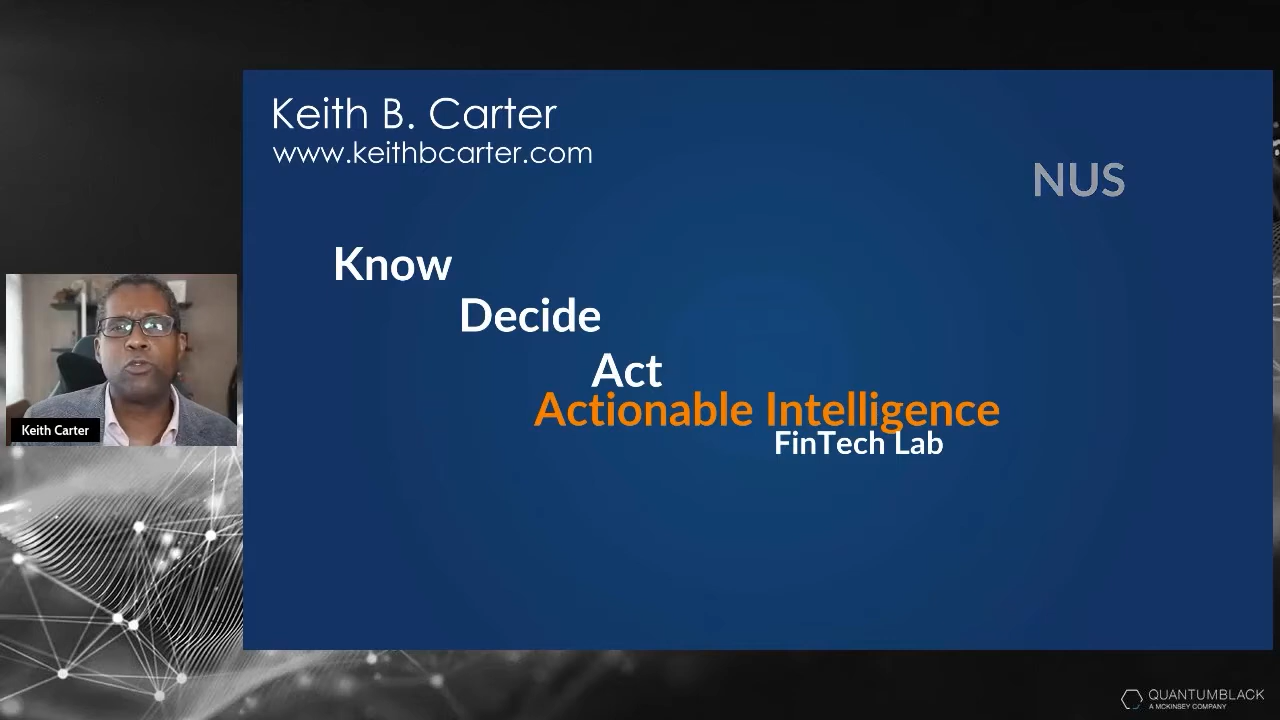 Keith B. Carter
www.keithbcarter.com
NUS
Know
Decide
Act
Actionable Intelligence
FinTech Lab
Keith Carter
QUANTUMBLACK
A MCKINSEY COMPANY